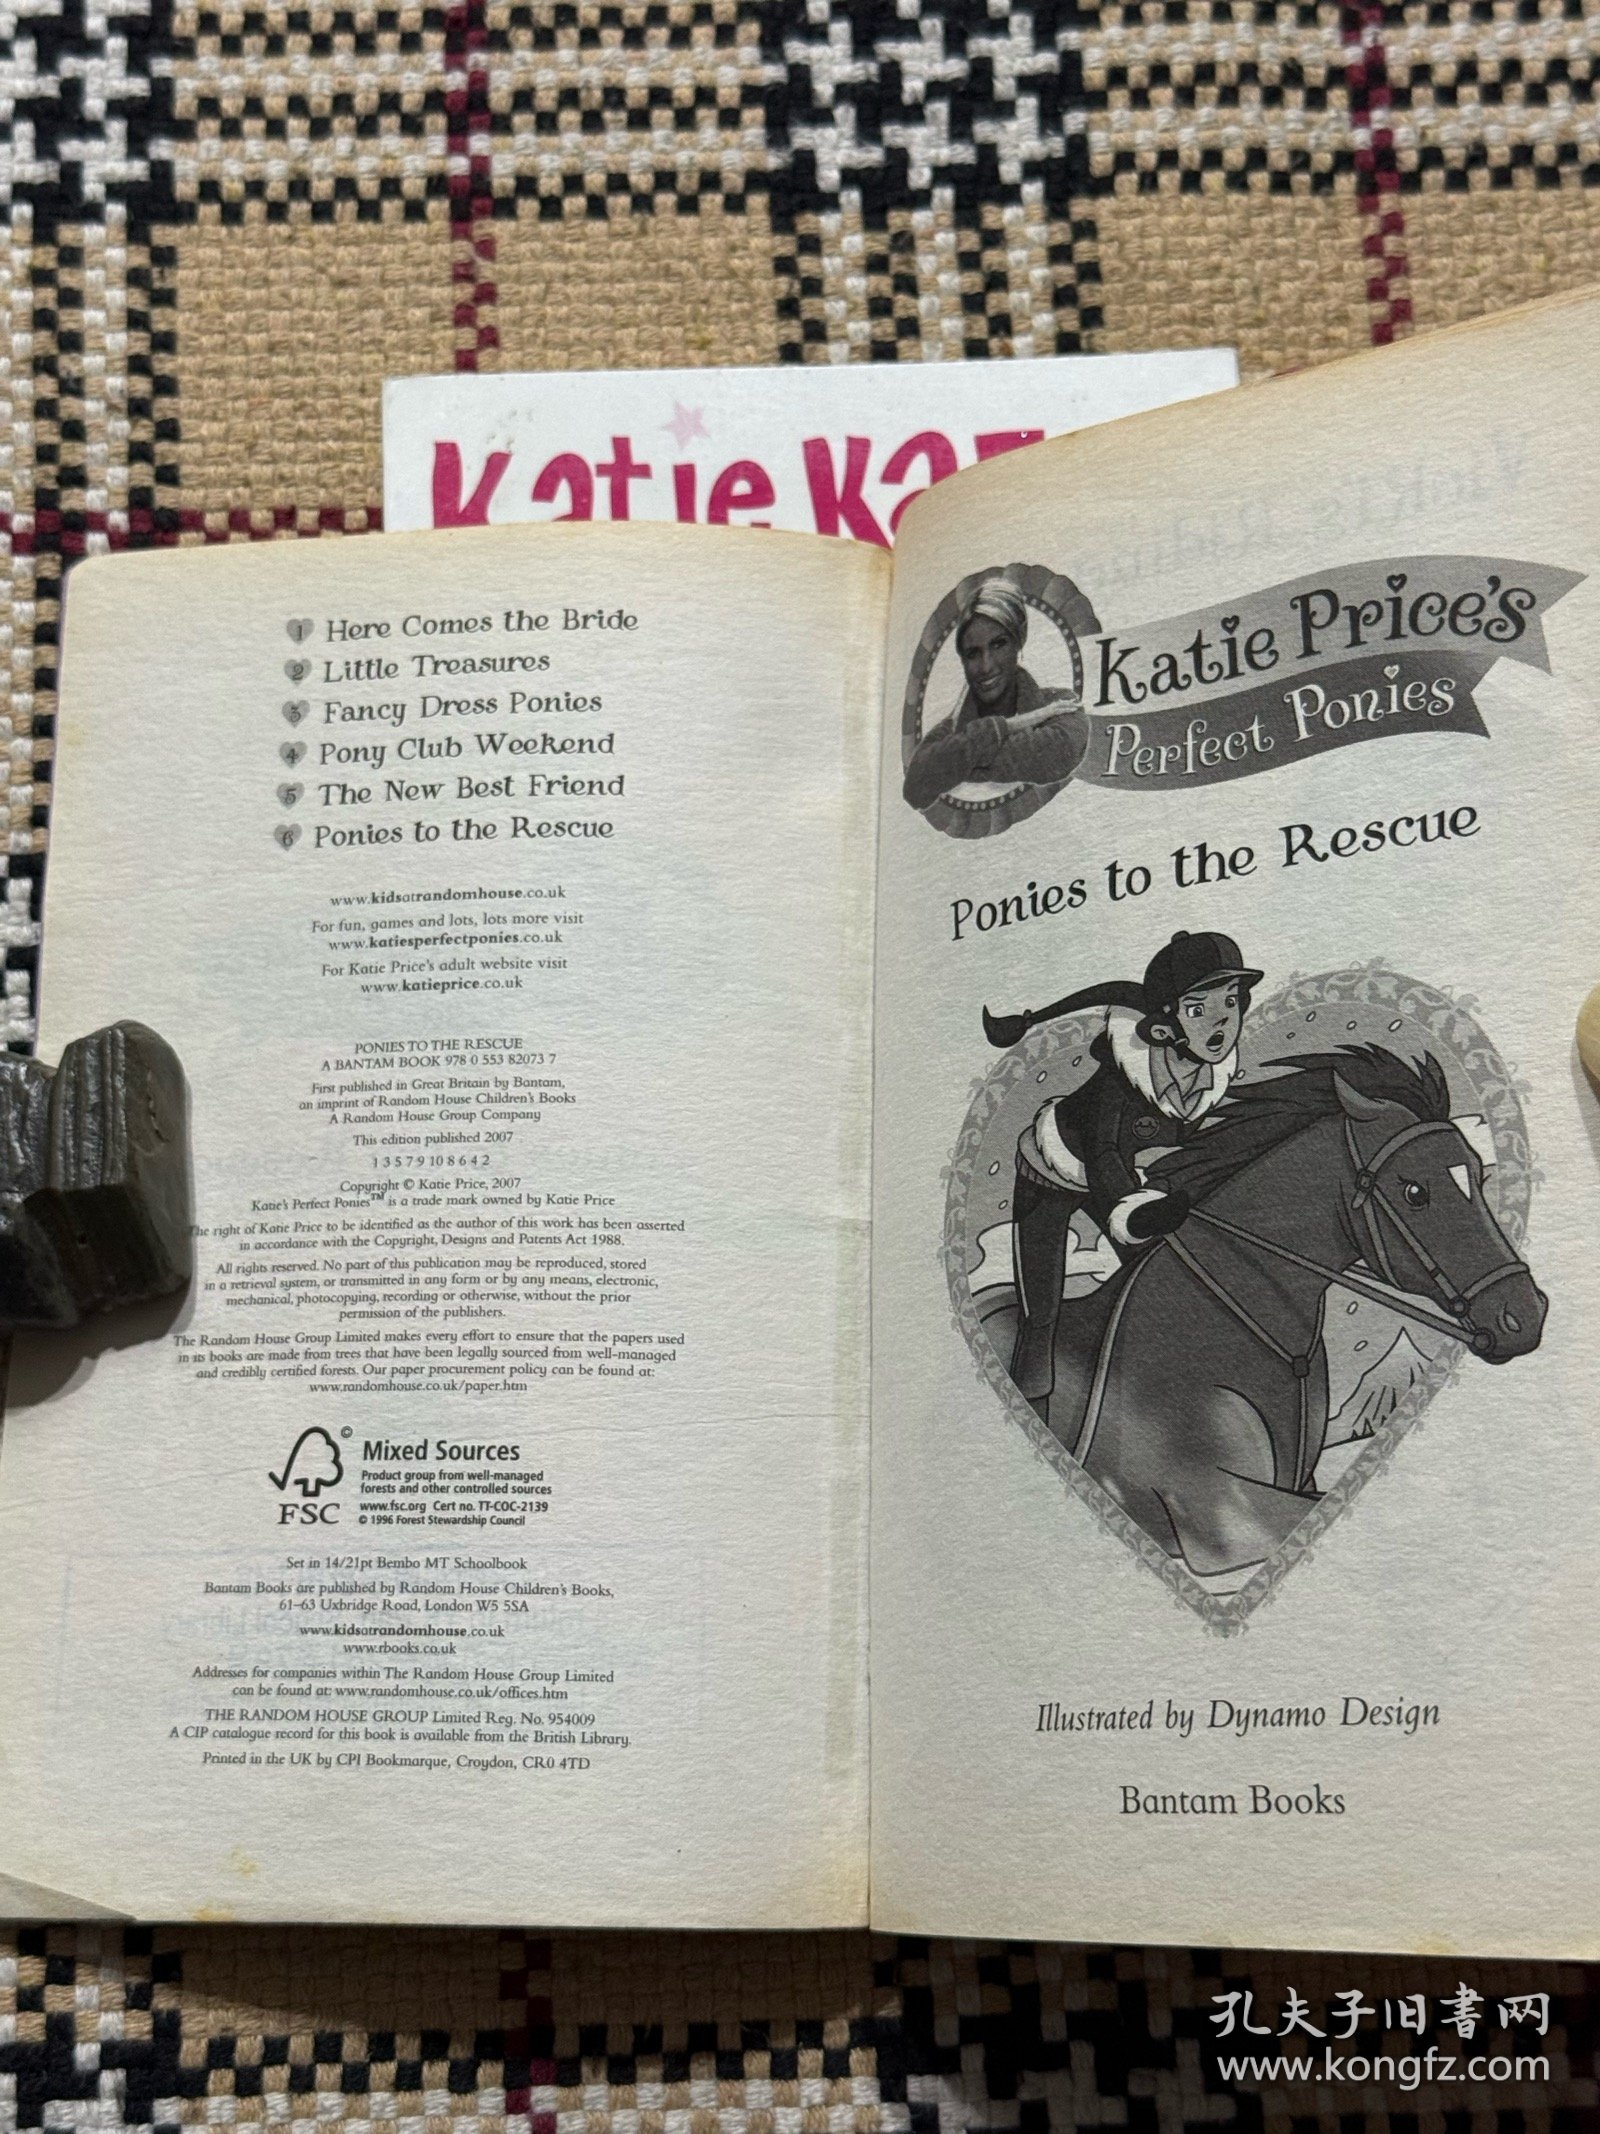 Katie
1 Here Comes the Bride
2 Little Treasures
3 Fancy Dress Ponies
4 Pony Club Weekend
5 The New Best Friend
6 Ponies to the Rescue
www.kidsatrandomhouse.co.uk
For fun, games and lots, lots more visit
www.katiesperfectponies.co.uk
For Katie Price's adult website visit
www.katieprice.co.uk
PONIES TO THE RESCUE
A BANTAM BOOK 978 0 553 82073 7
First published in Great Britain by Bantam,
an imprint of Random House Children's Books
A Random House Group Company
This edition published 2007
1 3 5 7 9 10 8 6 4 2
Copyright © Katie Price, 2007
Katie's Perfect Ponies™ is a trade mark owned by Katie Price
The right of Katie Price to be identified as the author of this work has been asserted
in accordance with the Copyright, Designs and Patents Act 1988.
All rights reserved. No part of this publication may be reproduced, stored
in a retrieval system, or transmitted in any form or by any means, electronic,
mechanical, photocopying, recording or otherwise, without the prior
permission of the publishers.
The Random House Group Limited makes every effort to ensure that the papers used
in its books are made from trees that have been legally sourced from well-managed
and credibly certified forests. Our paper procurement policy can be found at:
www.randomhouse.co.uk/paper.htm
©
FSC
Mixed Sources
Product group from well-managed
forests and other controlled sources
www.fsc.org Cert no. TT-COC-2139
© 1996 Forest Stewardship Council
Set in 14/21pt Bembo MT Schoolbook
Bantam Books are published by Random House Children's Books,
61–63 Uxbridge Road, London W5 5SA
www.kidsatrandomhouse.co.uk
www.rbooks.co.uk
Addresses for companies within The Random House Group Limited
can be found at: www.randomhouse.co.uk/offices.htm
THE RANDOM HOUSE GROUP Limited Reg. No. 954009
A CIP catalogue record for this book is available from the British Library.
Printed in the UK by CPI Bookmarque, Croydon, CR0 4TD
Katie Price's
Perfect Ponies
Ponies to the Rescue
Illustrated by Dynamo Design
Bantam Books
孔夫子旧书网
www.kongfz.com